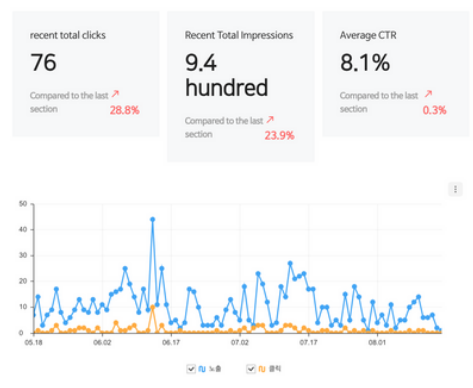 recent total clicks
76
Compared to the last
section
28.8%
Recent Total Impressions
9.4
hundred
Compared to the last
section
23.9%
Average CTR
8.1%
Compared to the last
section
0.3%
50
40
30
20
10
0
05.18
06.02
06.17
07.02
07.17
08.01
노출
클릭